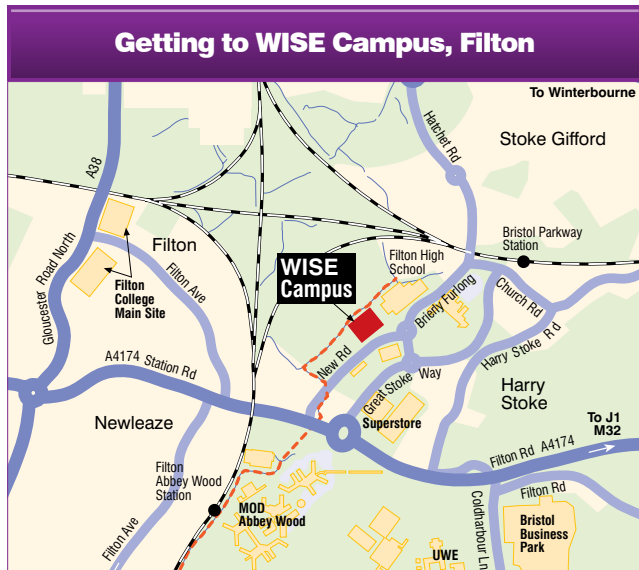 Getting to WISE Campus, Filton
To Winterbourne
Hatchet Rd
Stoke Gifford
A38
Bristol Parkway
Station
Filton
Filton High
School
WISE
Campus
Gloucester Road North
Filton
College
Main Site
Filton Ave
Brierly Furlong
Church Rd
New Rd
Harry Stoke Rd
A4174 Station Rd
Great Stoke Way
Harry
Stoke
Superstore
Newleaze
To J1
M32
Filton Rd A4174
Filton
Abbey Wood
Station
Filton Rd
MOD
Abbey Wood
Coldharbour Ln
Bristol
Business
Park
Filton Ave
UWE